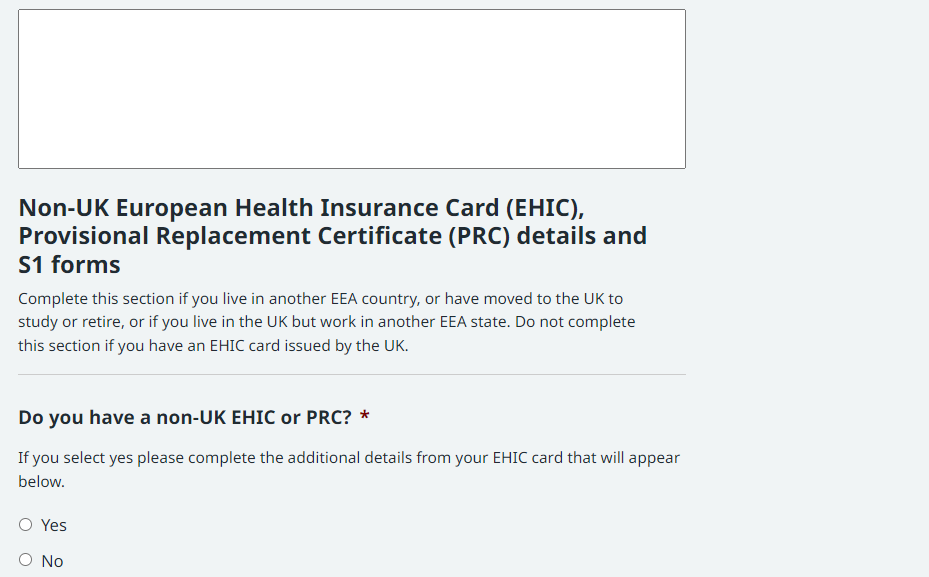 Non-UK European Health Insurance Card (EHIC),
Provisional Replacement Certificate (PRC) details and
S1 forms
Complete this section if you live in another EEA country, or have moved to the UK to
study or retire, or if you live in the UK but work in another EEA state. Do not complete
this section if you have an EHIC card issued by the UK.
Do you have a non-UK EHIC or PRC? *
If you select yes please complete the additional details from your EHIC card that will appear
below.
Yes
No